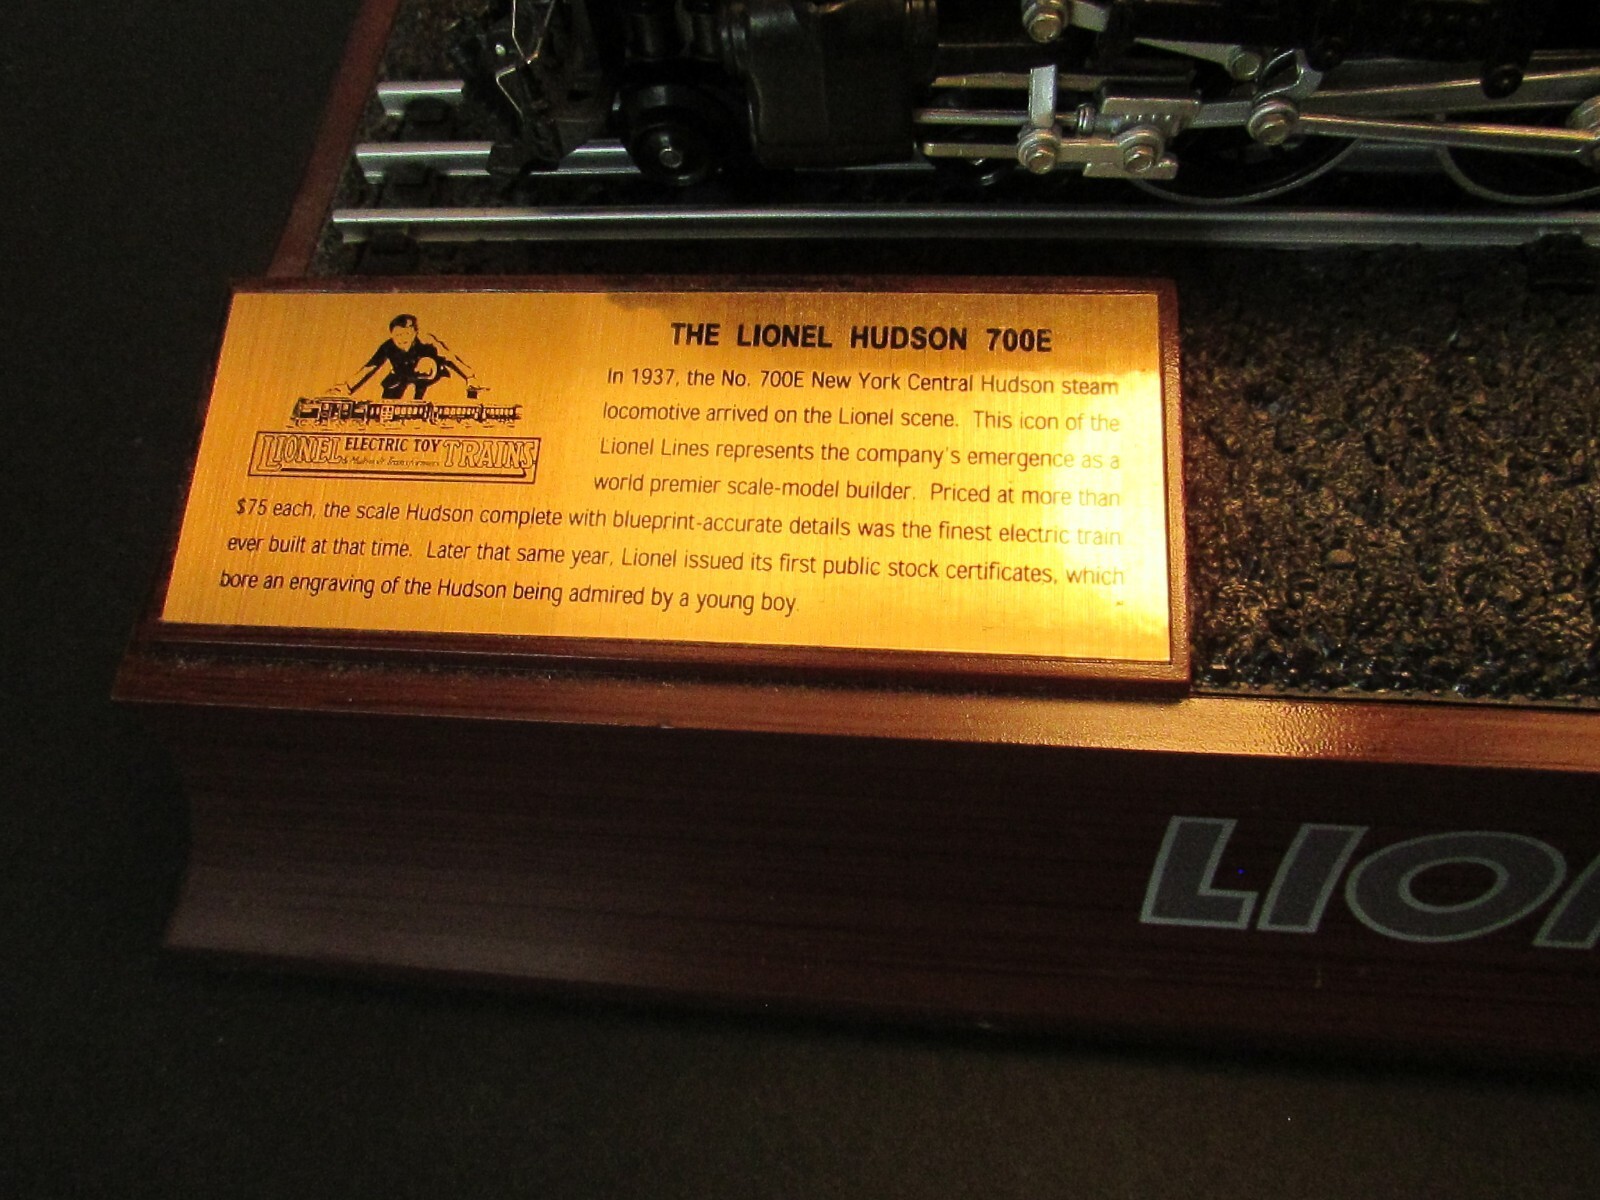 THE LIONEL HUDSON 700E
In 1937, the No. 700E New York Central Hudson steam
locomotive arrived on the Lionel scene. This icon of the
Lionel Lines represents the company's emergence as a
world premier scale-model builder. Priced at more than
$75 each, the scale Hudson complete with blueprint-accurate details was the finest electric train
ever built at that time. Later that same year, Lionel issued its first public stock certificates, which
bore an engraving of the Hudson being admired by a young boy.
LIONEL ELECTRIC TOY TRAINS
LIO